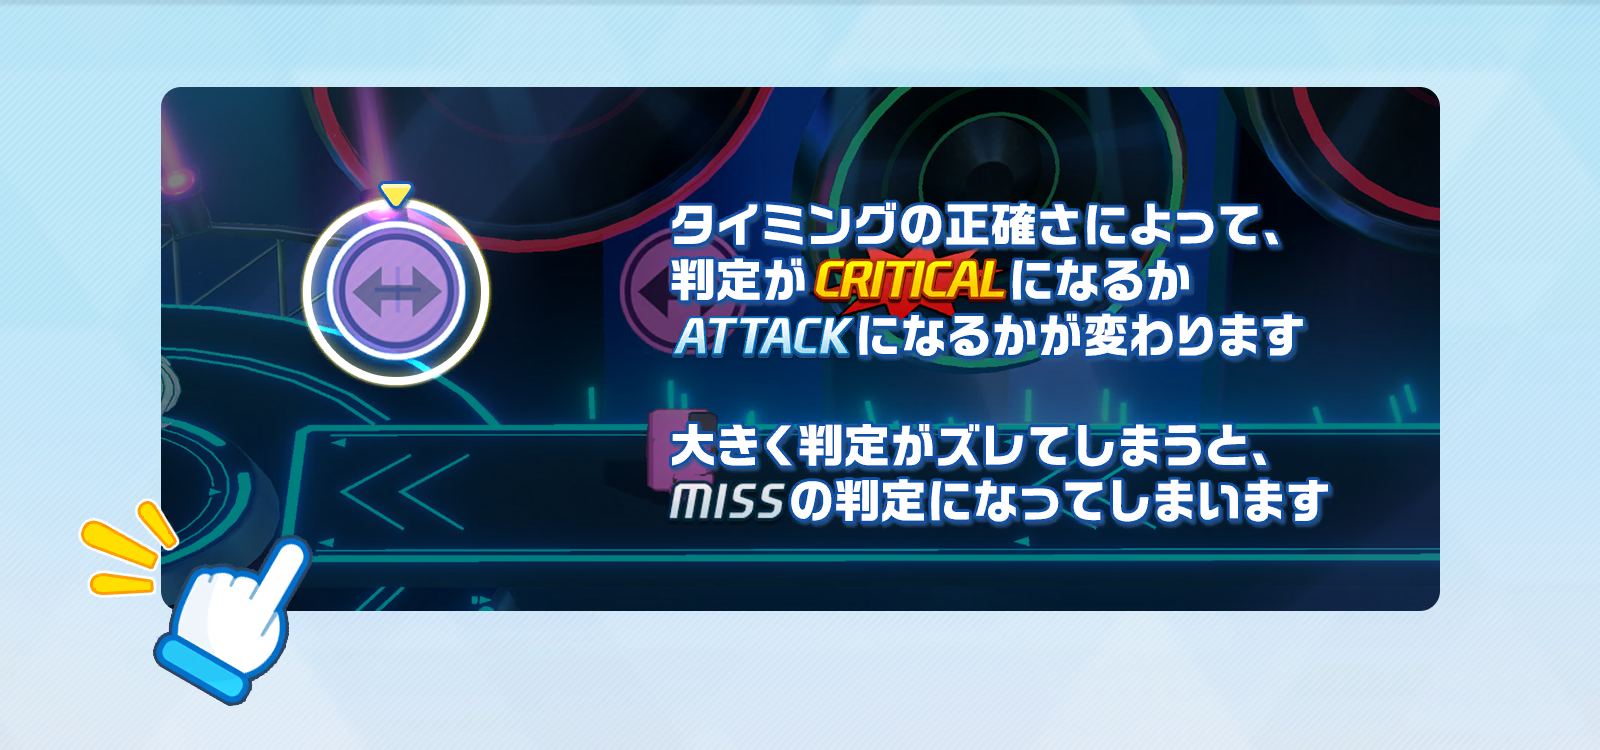 タイミングの正確さによって、
判定がCRITICALになるか
ATTACKになるかが変わります
大きく判定がズレてしまうと、
MISSの判定になってしまいます